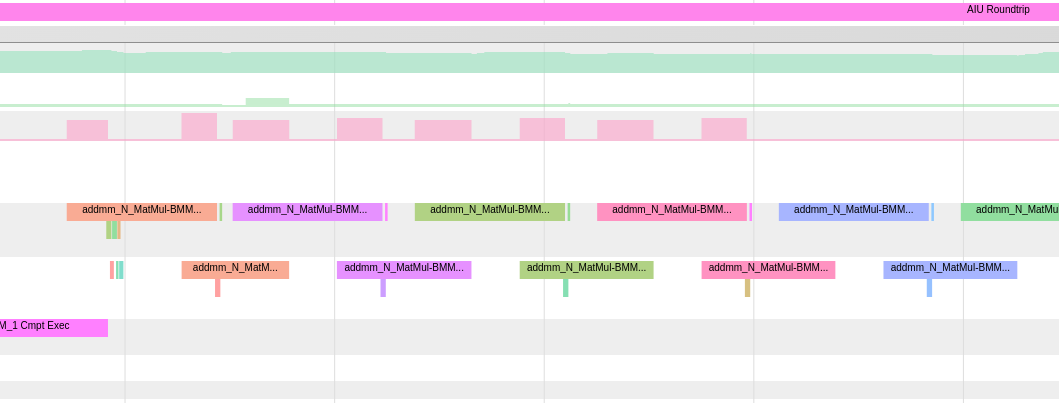 AIU Roundtrip
addmm_N_MatMul-BMM... addmm_N_MatMul-BMM... addmm_N_MatMul-BMM... addmm_N_MatMul-BMM... addmm_N_MatMul-BMM... addmm_N_MatMu
addmm_N_MatM... addmm_N_MatMul-BMM... addmm_N_MatMul-BMM... addmm_N_MatMul-BMM... addmm_N_MatMul-BMM...
M_1 Cmpt Exec